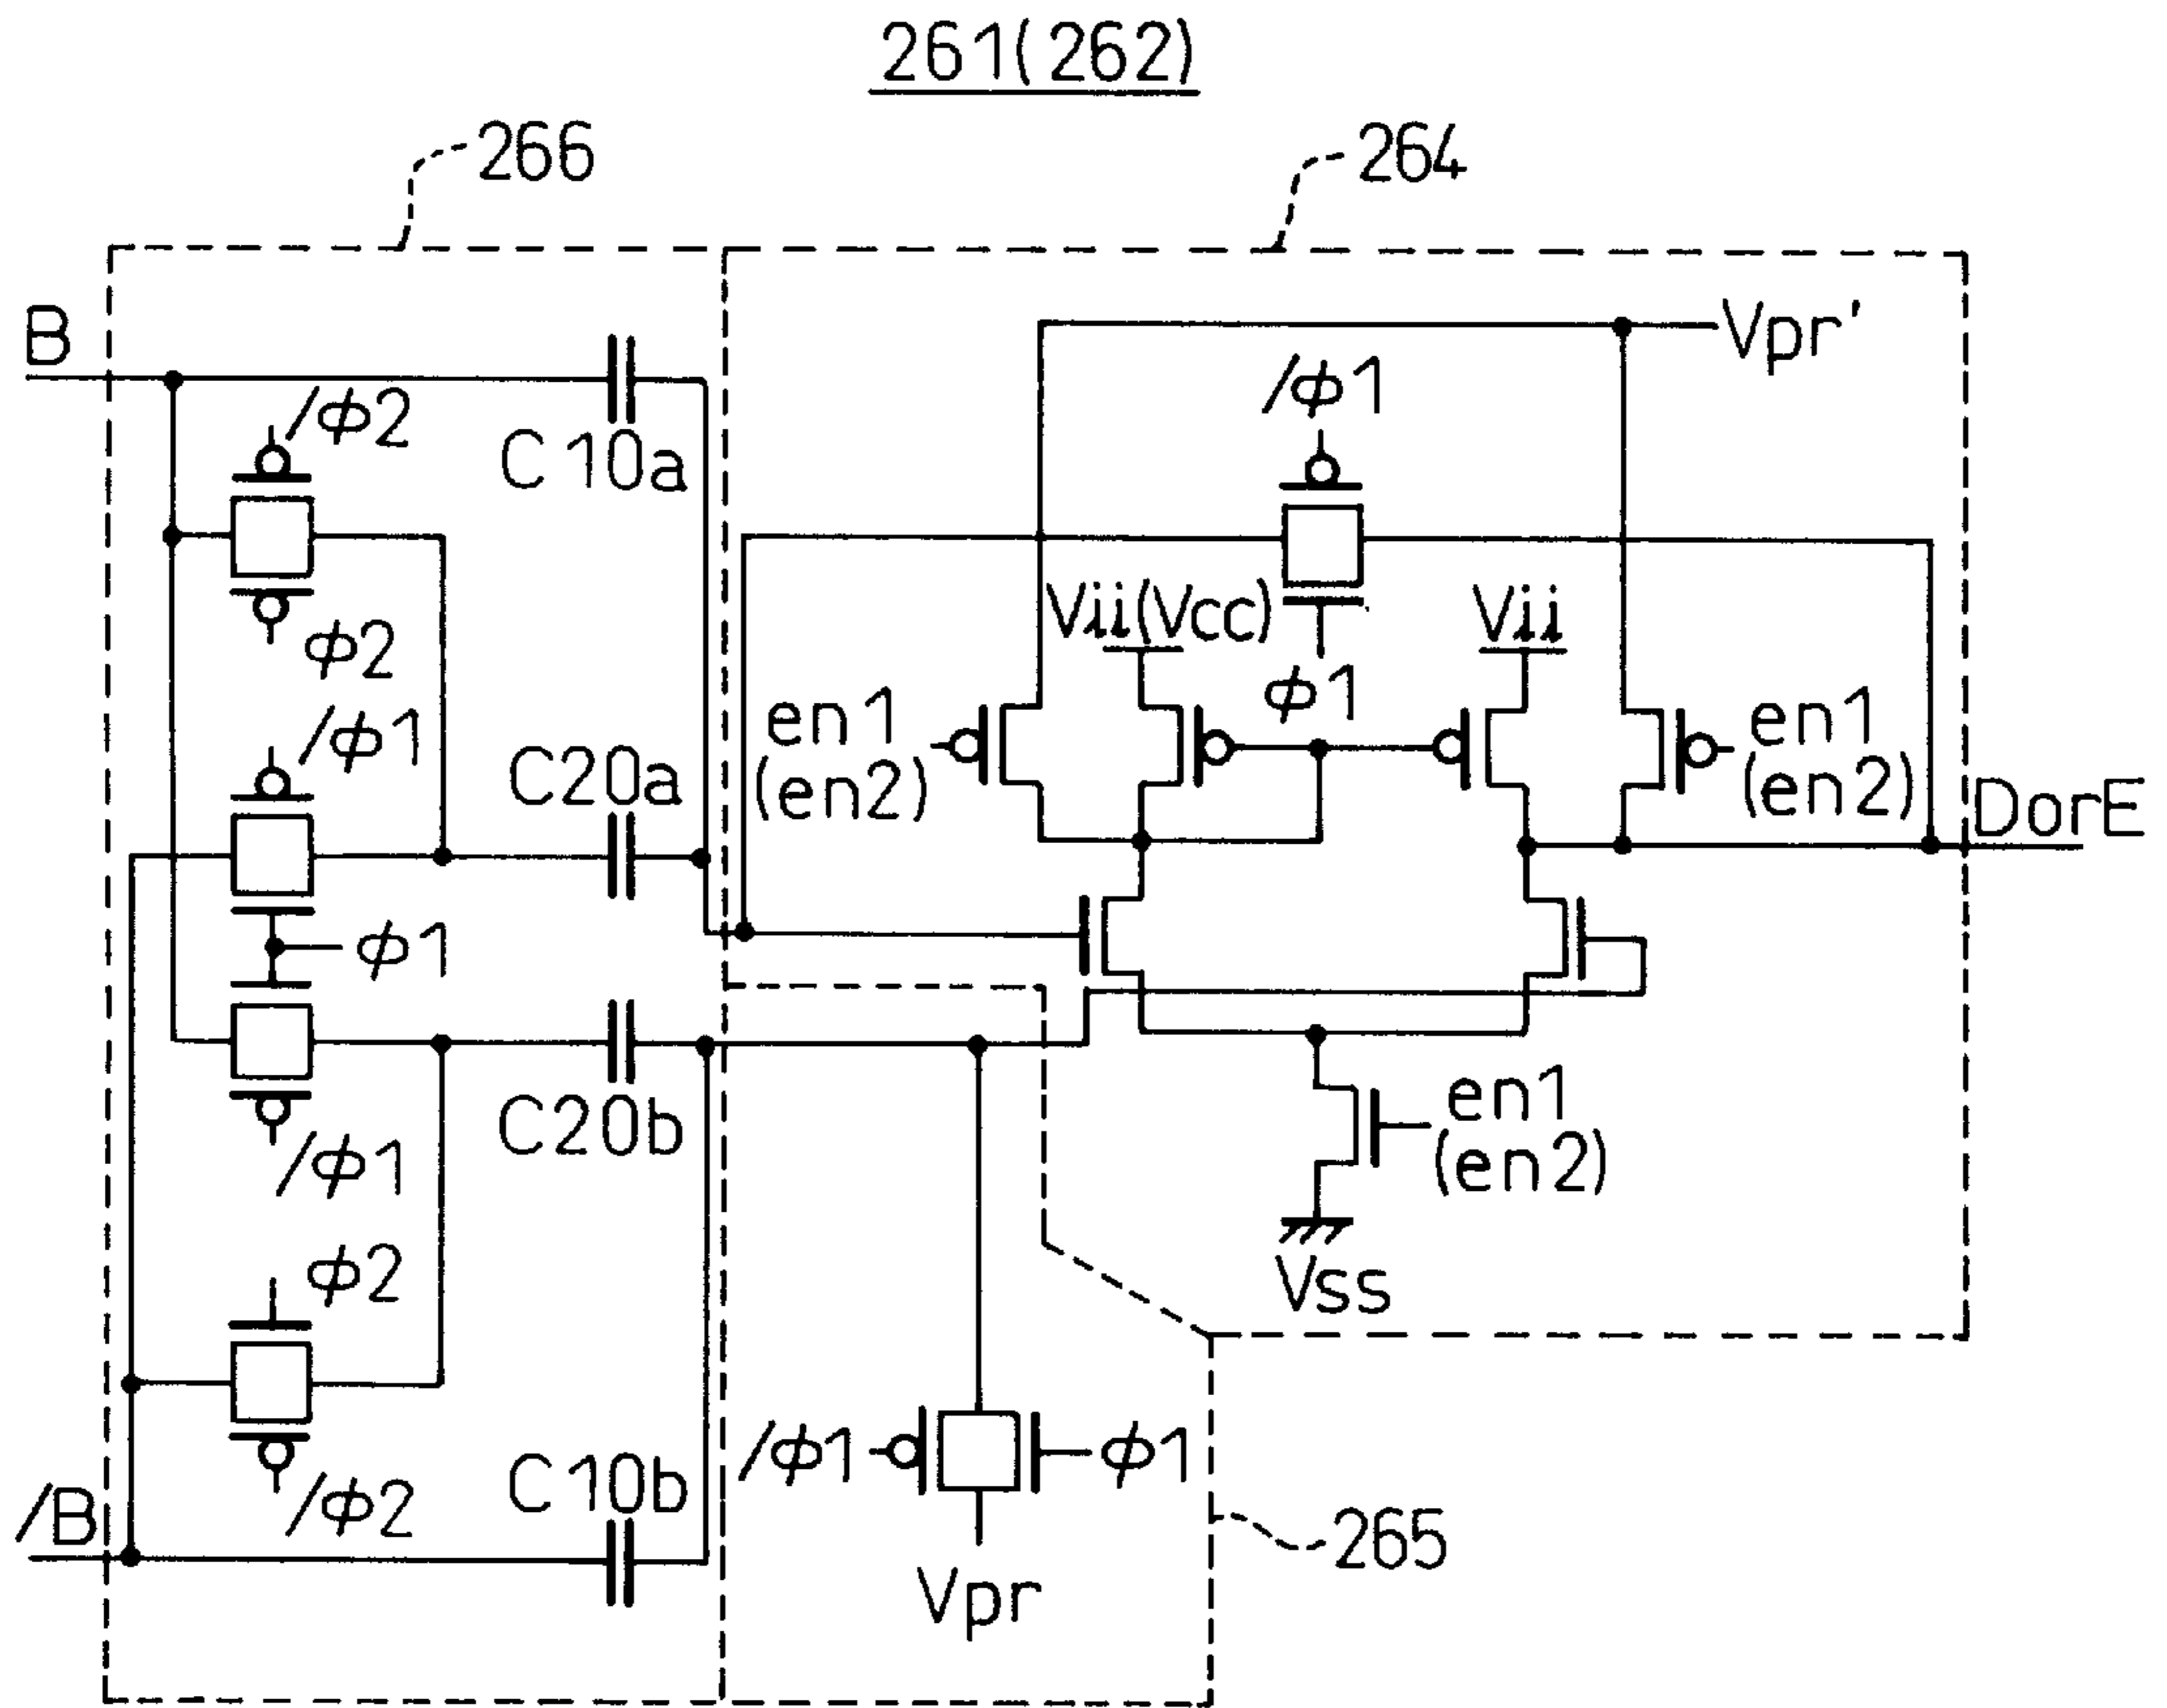 261(262)
266
264
B
Vpr'
/ϕ2
/ϕ1
C10a
ϕ2
Vii(Vcc)
Vii
ϕ1
/ϕ1
en1
(en2)
en1
(en2)
C20a
DorE
ϕ1
C20b
en1
(en2)
/ϕ1
ϕ2
Vss
/ϕ1
ϕ1
C10b
/B
/ϕ2
265
Vpr